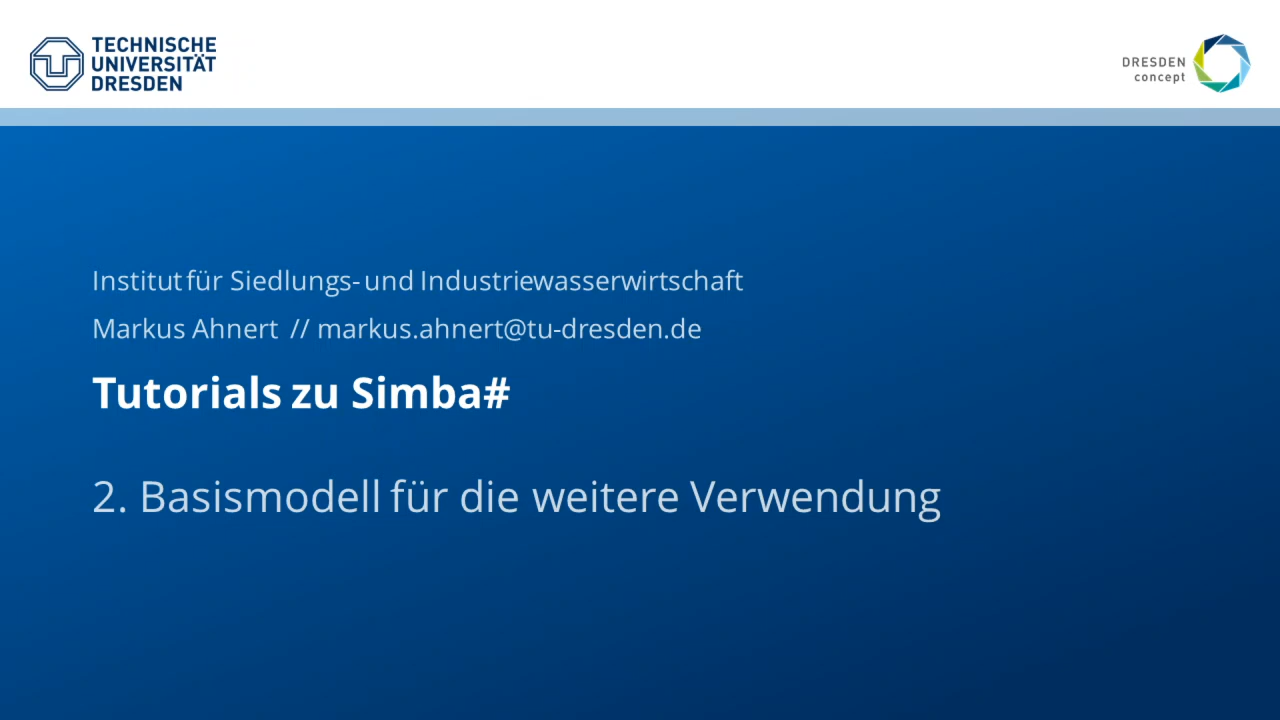 TECHNISCHE
UNIVERSITÄT
DRESDEN
DRESDEN
concept
Institut für Siedlungs- und Industriewasserwirtschaft
Markus Ahnert // markus.ahnert@tu-dresden.de
Tutorials zu Simba#
2. Basismodell für die weitere Verwendung